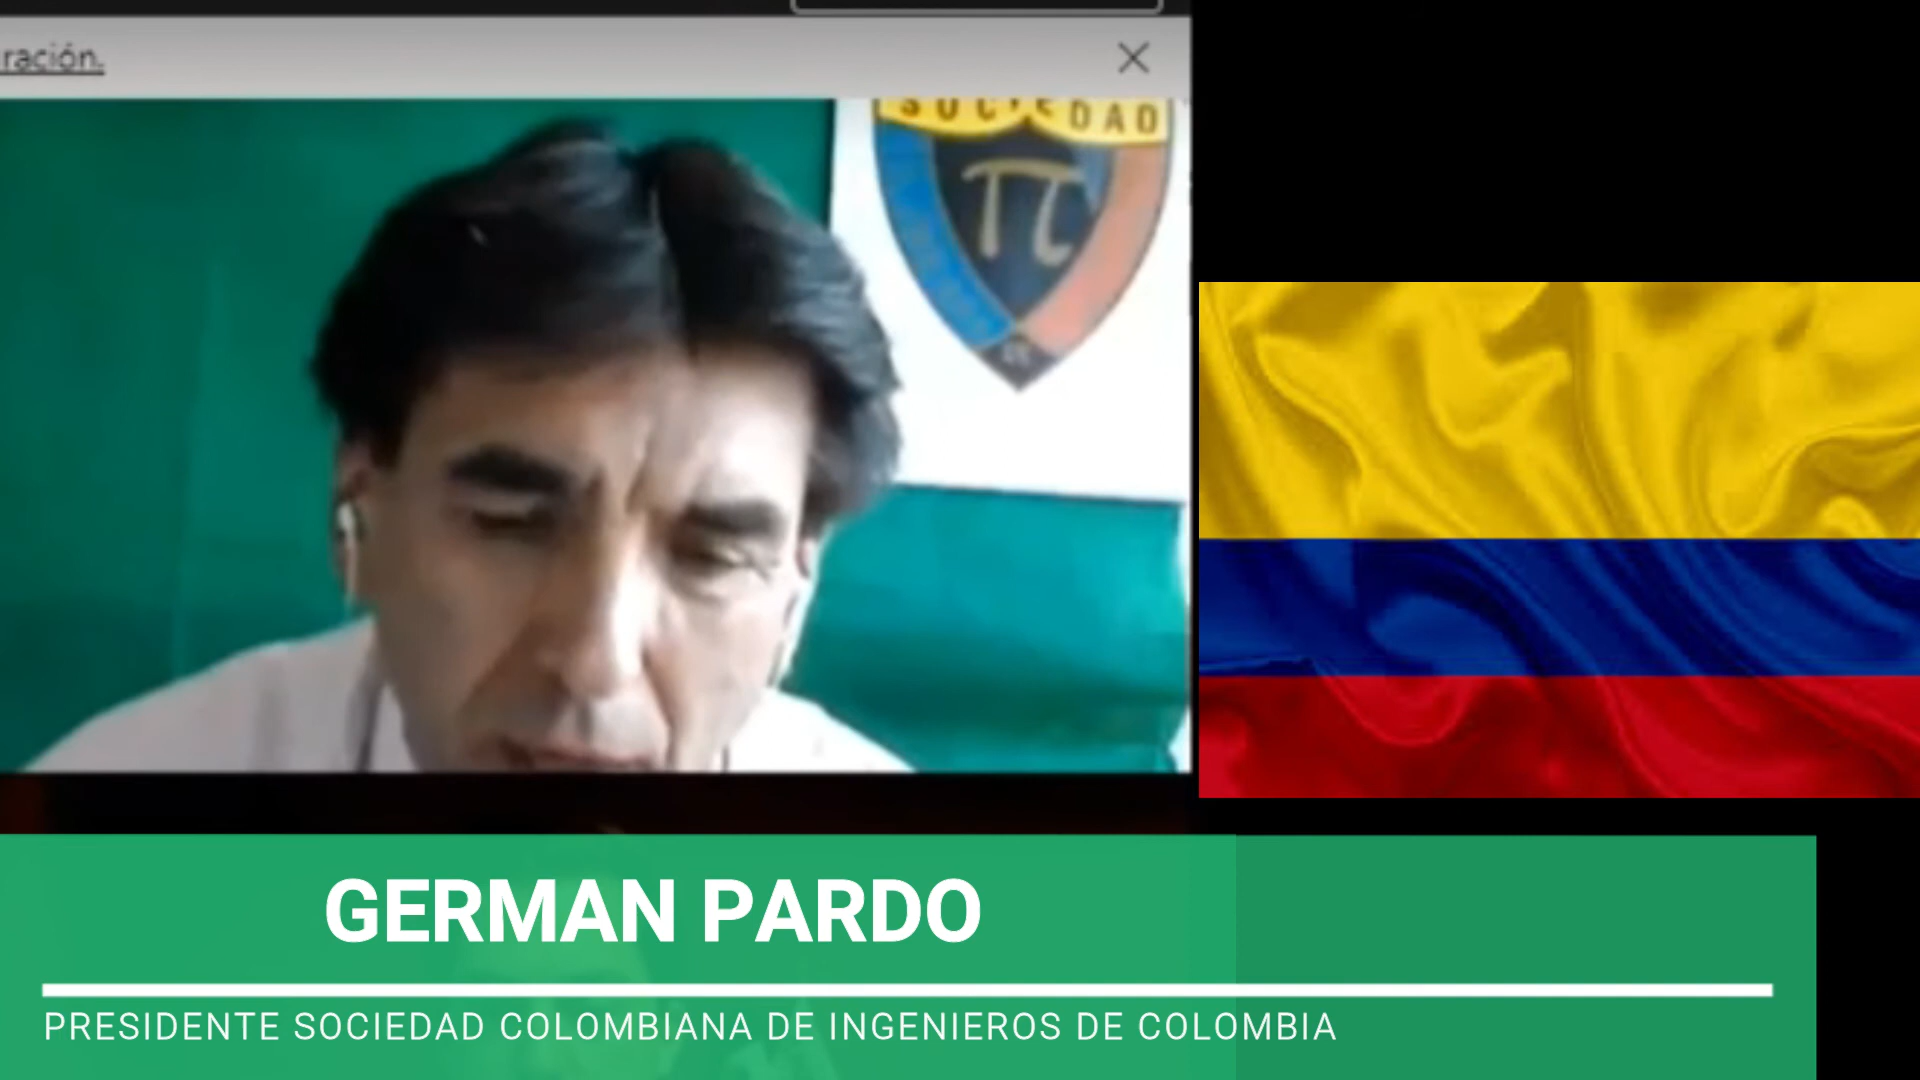 ración.
SOCIEDAD
π
GERMAN PARDO
PRESIDENTE SOCIEDAD COLOMBIANA DE INGENIEROS DE COLOMBIA